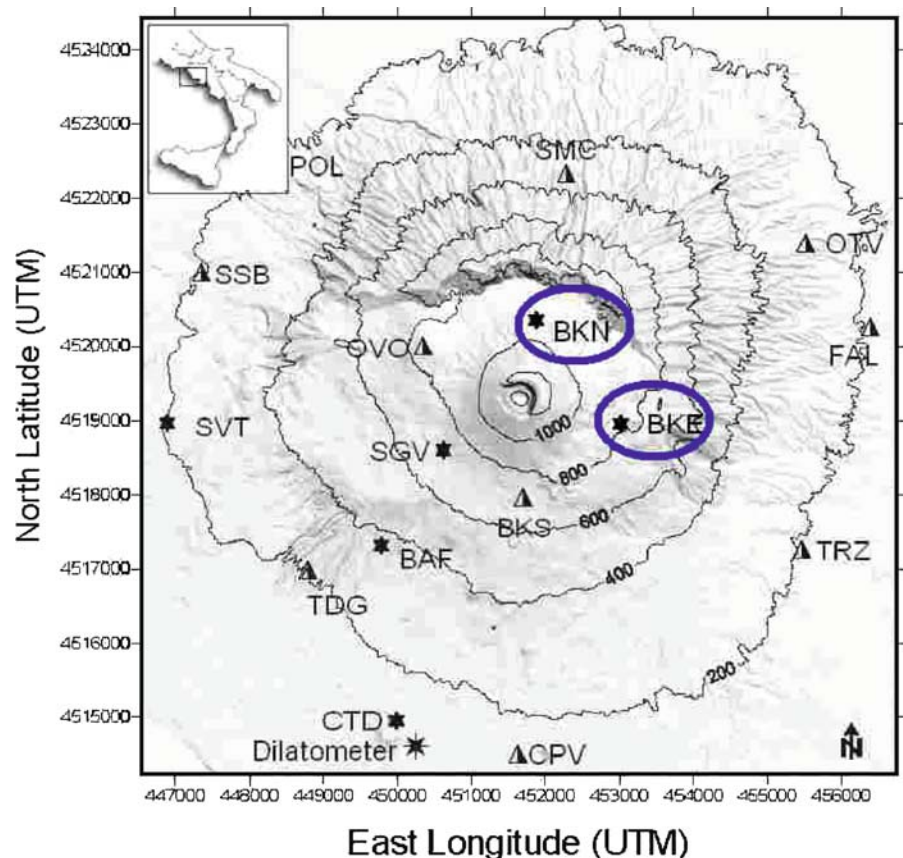 4534000
4523000
4522000
4521000
4520000
4519000
4518000
4517000
4516000
4515000
North Latitude (UTM)
POL
SMC
SSB
OTV
BKN
OVO
FAL
SVT
BKE
1000
SGV
800
BKS
600
BAF
TRZ
400
TDG
200
CTD
Dilatometer
CPV
N
447000 448000 449000 450000 451000 452000 453000 454000 455000 456000
East Longitude (UTM)